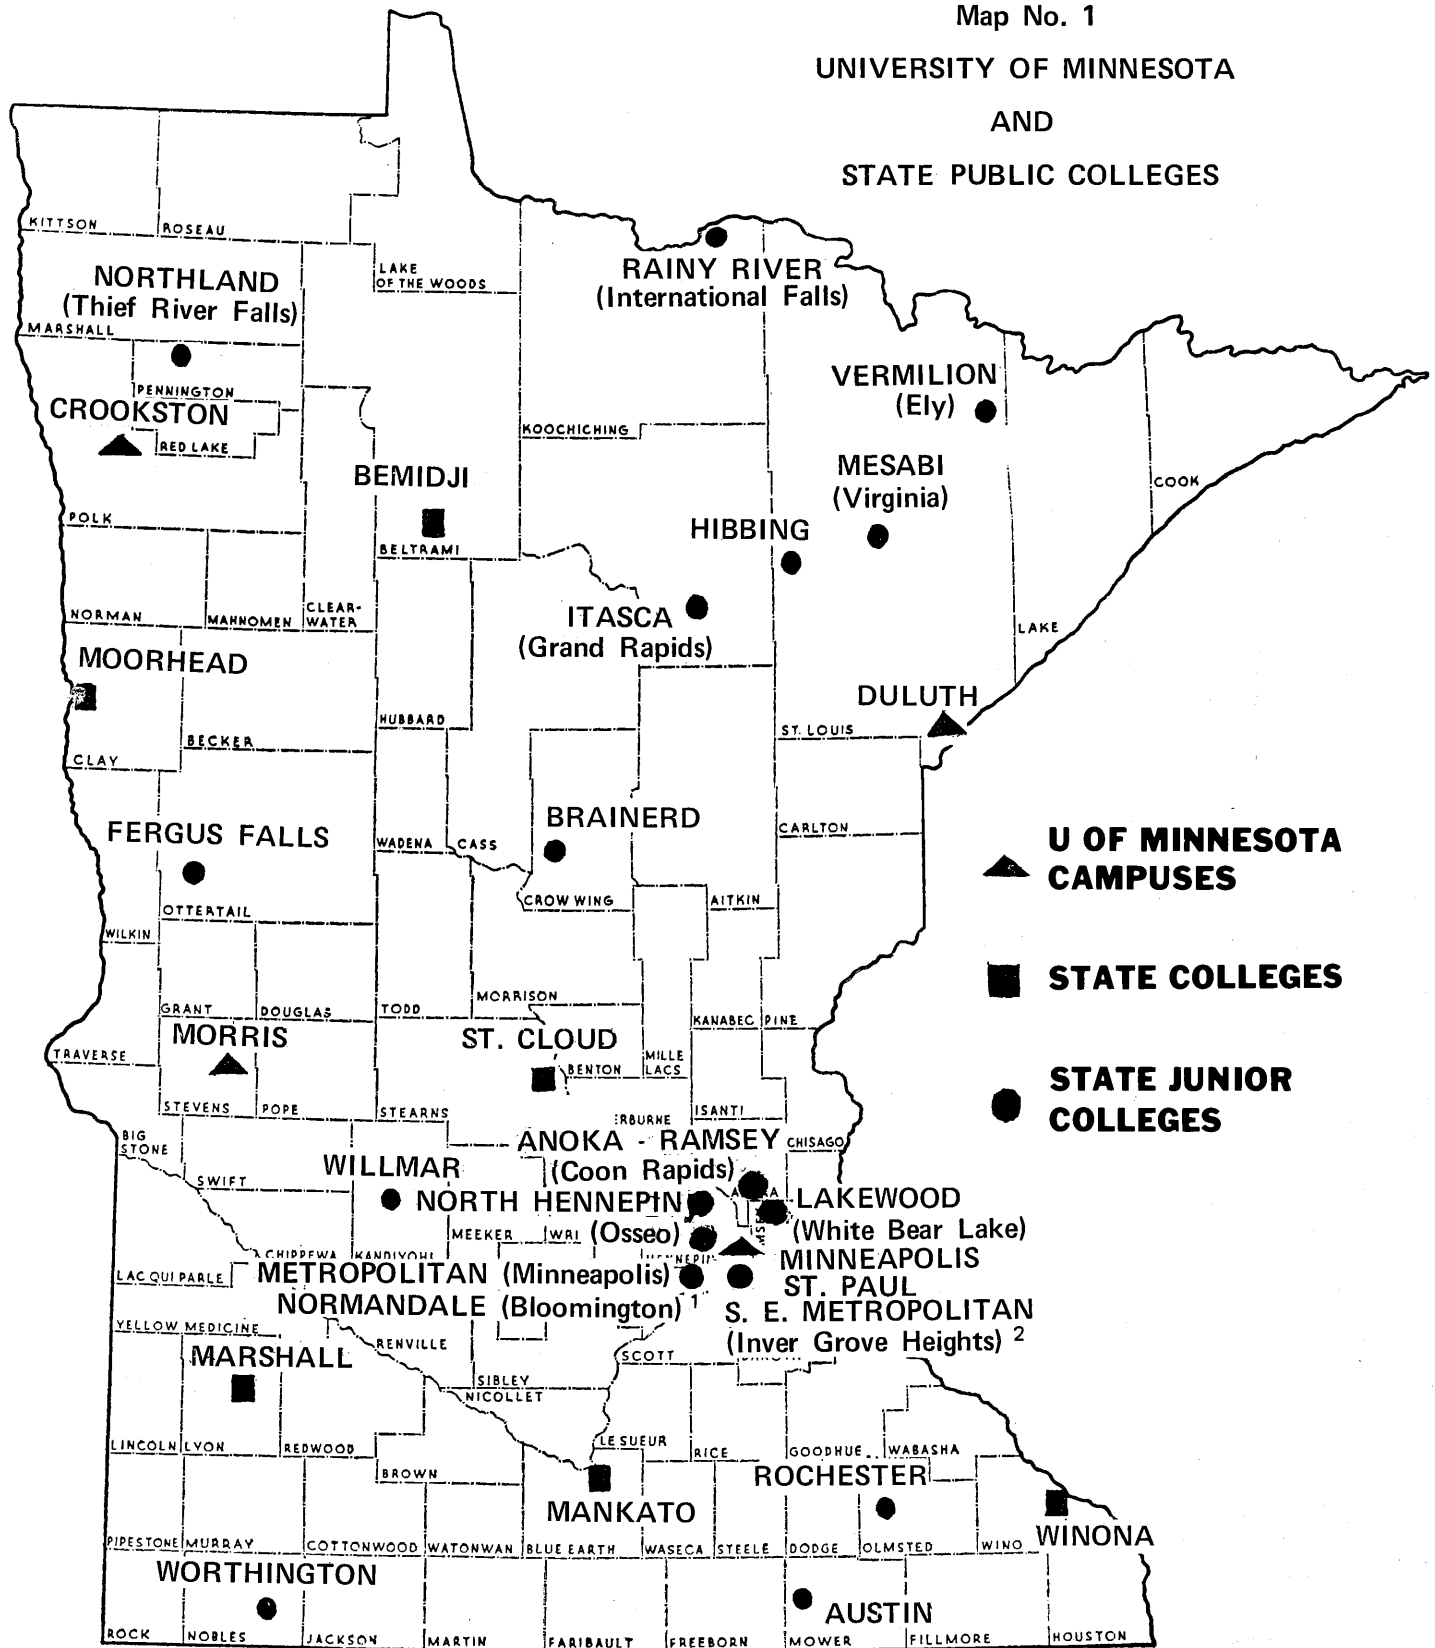 Map No. 1
UNIVERSITY OF MINNESOTA
AND
STATE PUBLIC COLLEGES
KITTSON
ROSEAU
LAKE
OF THE WOODS
NORTHLAND
(Thief River Falls)
RAINY RIVER
(International Falls)
MARSHALL
PENNINGTON
VERMILION
(Ely)
CROOKSTON
RED LAKE
KOOCHICHING
BEMIDJI
MESABI
(Virginia)
COOK
POLK
HIBBING
BELTRAMI
NORMAN
MAHNOMEN
CLEAR-
WATER
ITASCA
(Grand Rapids)
LAKE
MOORHEAD
DULUTH
HUBBARD
ST. LOUIS
BECKER
CLAY
BRAINERD
CARLTON
FERGUS FALLS
WADENA
CASS
U OF MINNESOTA
CAMPUSES
CROW WING
AITKIN
OTTERTAIL
WILKIN
STATE COLLEGES
MORRISON
GRANT
DOUGLAS
TODD
KANABEC
PINE
MORRIS
ST. CLOUD
TRAVERSE
MILLE
LACS
BENTON
STATE JUNIOR
COLLEGES
STEVENS
POPE
STEARNS
ERBURNE
ISANTI
BIG
STONE
ANOKA - RAMSEY
(Coon Rapids)
CHISAGO
WILLMAR
SWIFT
NORTH HENNEPIN
(Osseo)
LAKEWOOD
(White Bear Lake)
MEEKER
WRI
CHIPPEWA
KANDIYOHI
HENNEPIN
MINNEAPOLIS
ST. PAUL
LAC QUI PARLE
METROPOLITAN (Minneapolis)
NORMANDALE (Bloomington) 1
S. E. METROPOLITAN
(Inver Grove Heights) 2
YELLOW MEDICINE
RENVILLE
MARSHALL
SCOTT
DAKOTA
SIBLEY
NICOLLET
LINCOLN
LYON
REDWOOD
LE SUEUR
RICE
GOODHUE
WABASHA
BROWN
ROCHESTER
MANKATO
WINONA
PIPESTONE
MURRAY
COTTONWOOD
WATONWAN
BLUE EARTH
WASECA
STEELE
DODGE
OLMSTED
WINO
WORTHINGTON
AUSTIN
ROCK
NOBLES
JACKSON
MARTIN
FARIBAULT
FREEBORN
MOWER
FILLMORE
HOUSTON